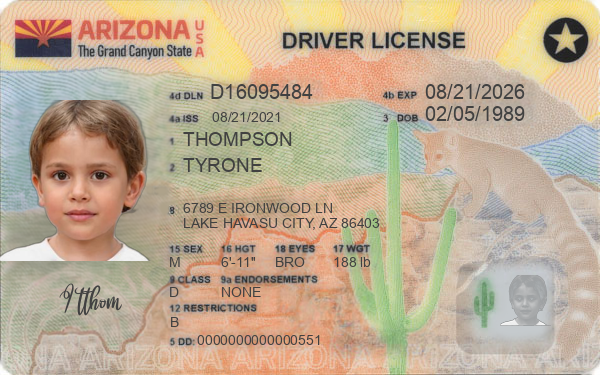 ARIZONA USA
The Grand Canyon State
DRIVER LICENSE
4d DLN D16095484 4b EXP 08/21/2026
4a ISS 08/21/2021 3 DOB 02/05/1989
1 THOMPSON
2 TYRONE
8 6789 E IRONWOOD LN
LAKE HAVASU CITY, AZ 86403
15 SEX 16 HGT 18 EYES 17 WGT
M 6'-11" BRO 188 lb
9 CLASS 9a ENDORSEMENTS
D NONE
12 RESTRICTIONS
B
5 DD: 0000000000000551
ARIZONA ARIZONA ARIZONA ARIZONA